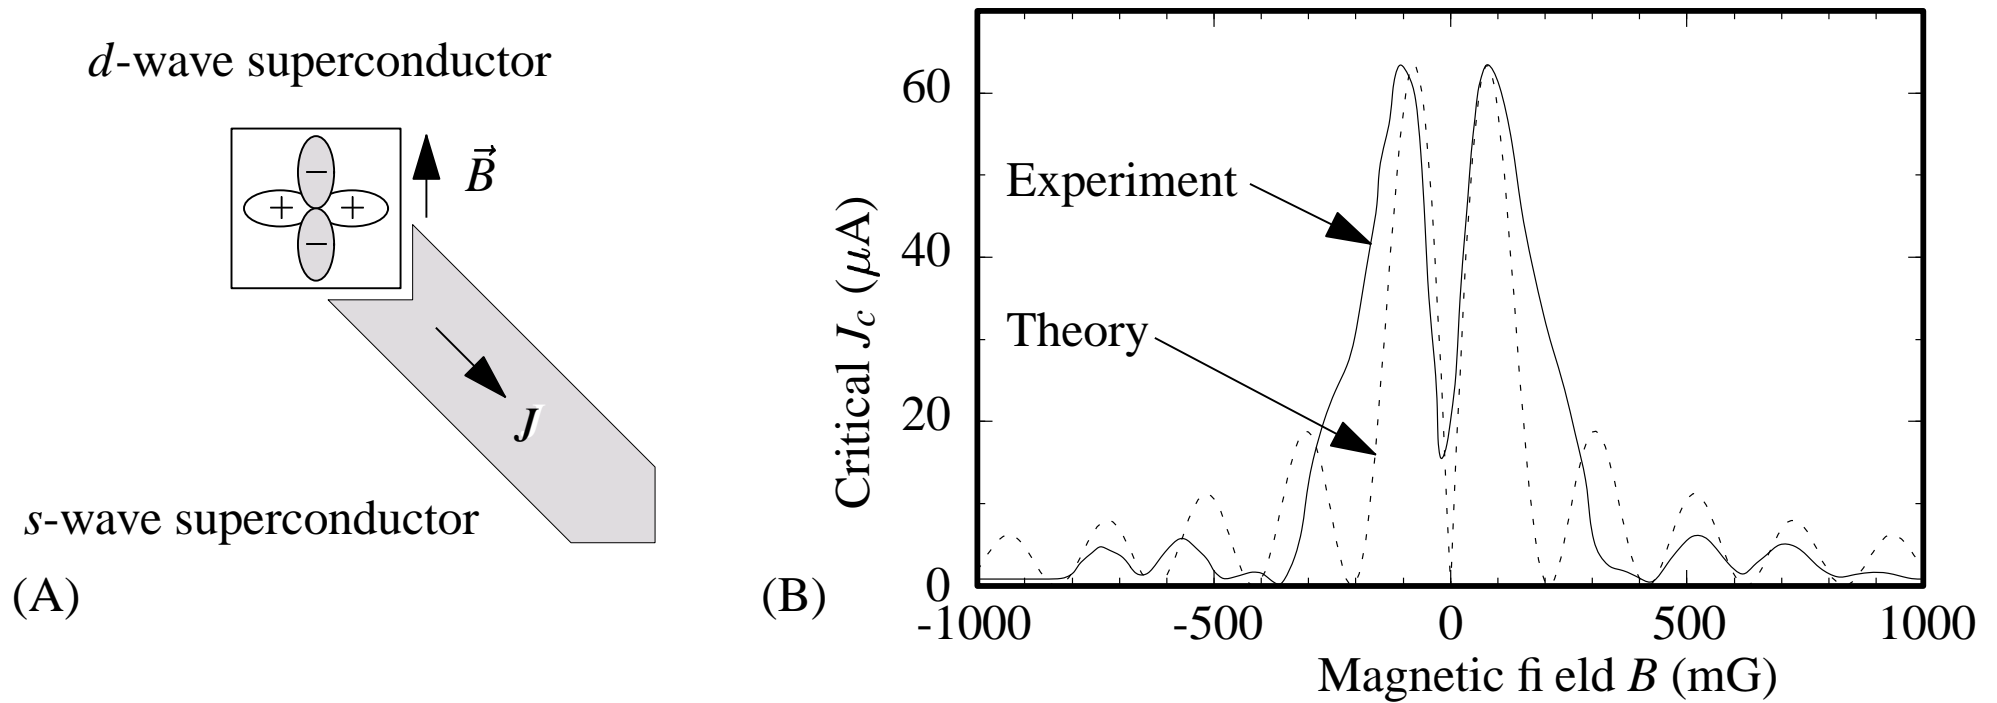 d-wave superconductor
−
+ +
−
B⃗
J
s-wave superconductor
(A)
Critical Jc (μA)
60
40
20
0
Experiment
Theory
-1000 -500 0 500 1000
Magnetic fi eld B (mG)
(B)